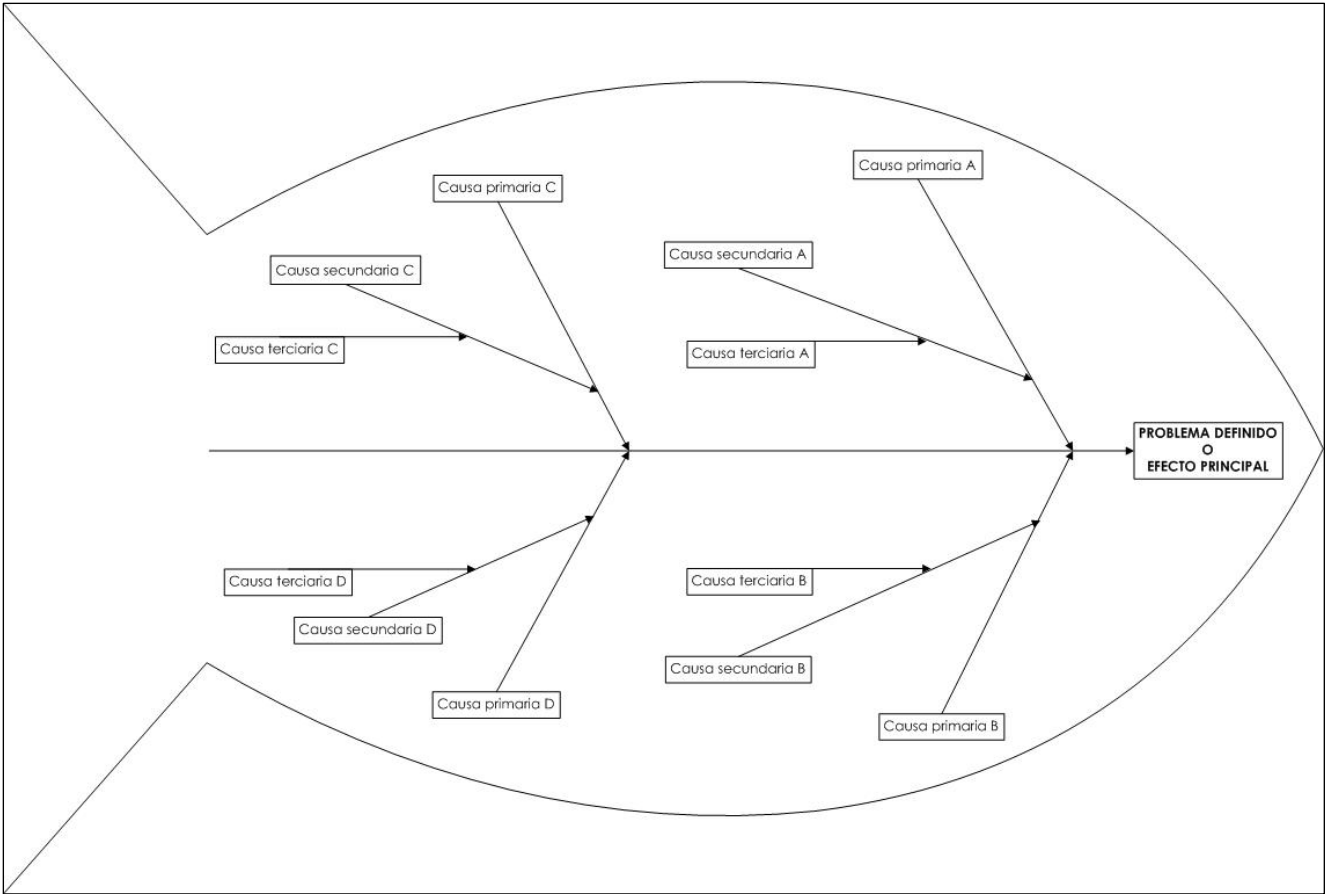 Causa primaria A
Causa primaria C
Causa secundaria A
Causa secundaria C
Causa terciaria C
Causa terciaria A
PROBLEMA DEFINIDO
O
EFECTO PRINCIPAL
Causa terciaria D
Causa terciaria B
Causa secundaria D
Causa secundaria B
Causa primaria D
Causa primaria B